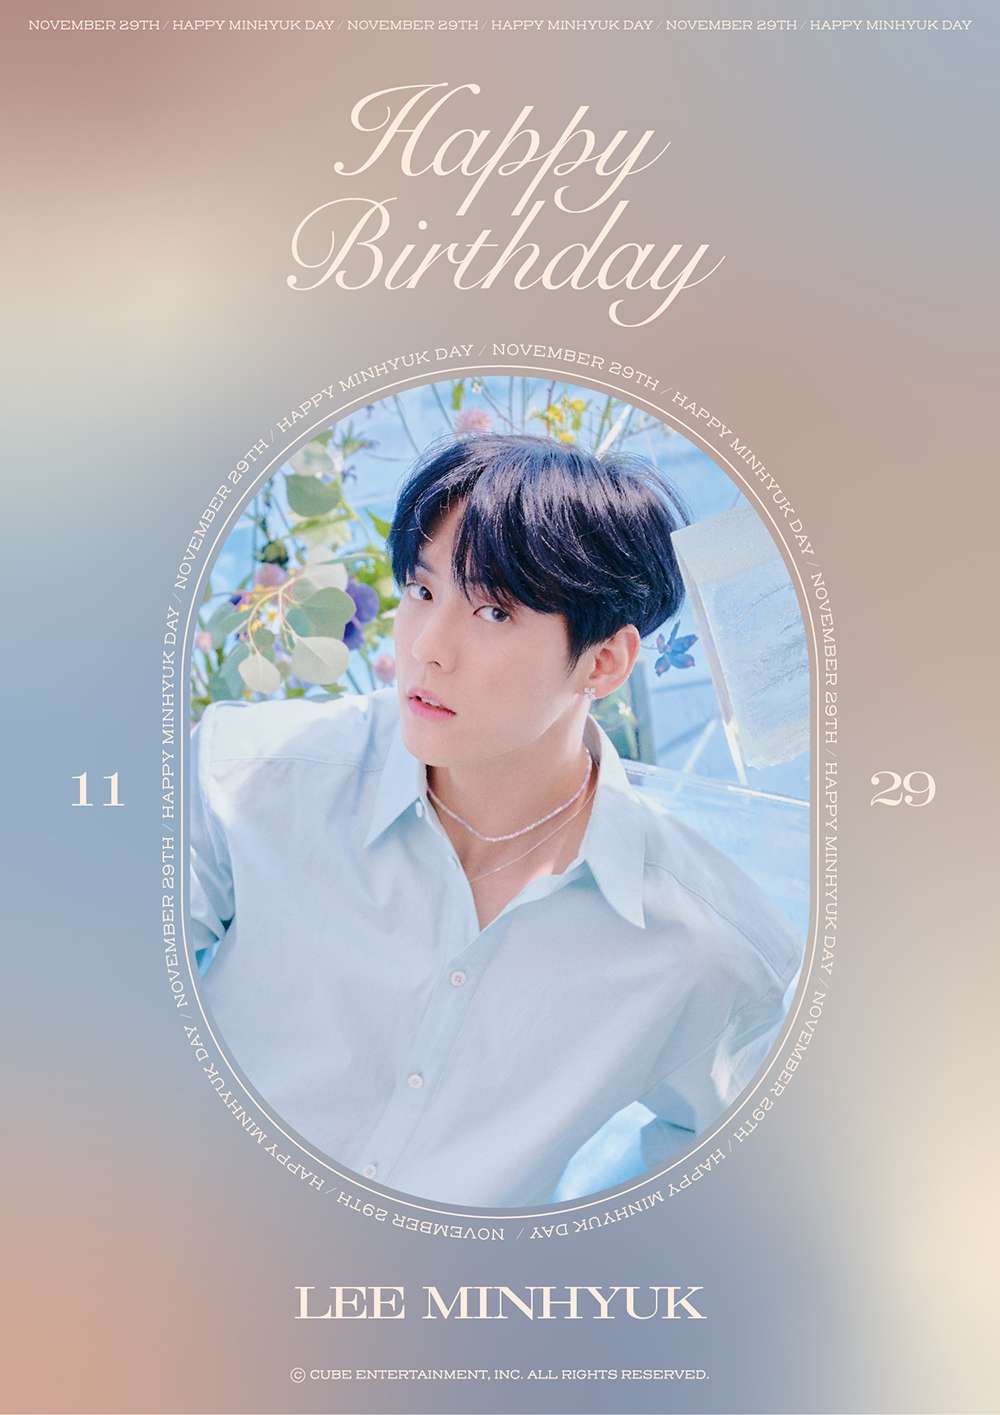 NOVEMBER 29TH / HAPPY MINHYUK DAY / NOVEMBER 29TH / HAPPY MINHYUK DAY / NOVEMBER 29TH / HAPPY MINHYUK DAY
Happy
Birthday
NOVEMBER 29TH / HAPPY MINHYUK DAY / NOVEMBER 29TH / HAPPY MINHYUK DAY / NOVEMBER 29TH / HAPPY MINHYUK DAY / NOVEMBER 29TH / HAPPY MINHYUK DAY / NOVEMBER 29TH / HAPPY MINHYUK DAY / NOVEMBER 29TH / HAPPY MINHYUK DAY /
11 29
LEE MINHYUK
© CUBE ENTERTAINMENT, INC. ALL RIGHTS RESERVED.